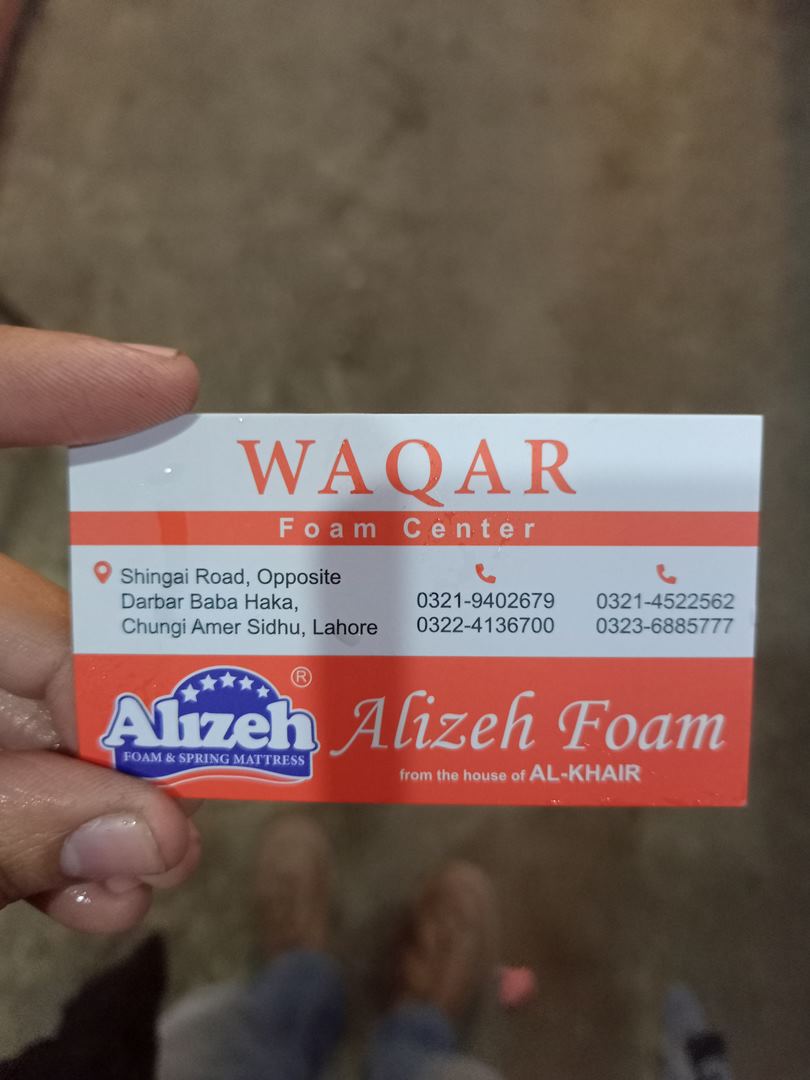 WAQAR
Foam Center
Shingai Road, Opposite
Darbar Baba Haka,
Chungi Amer Sidhu, Lahore
0321-9402679
0322-4136700
0321-4522562
0323-6885777
Alizeh ®
FOAM & SPRING MATTRESS
Alizeh Foam
from the house of AL-KHAIR